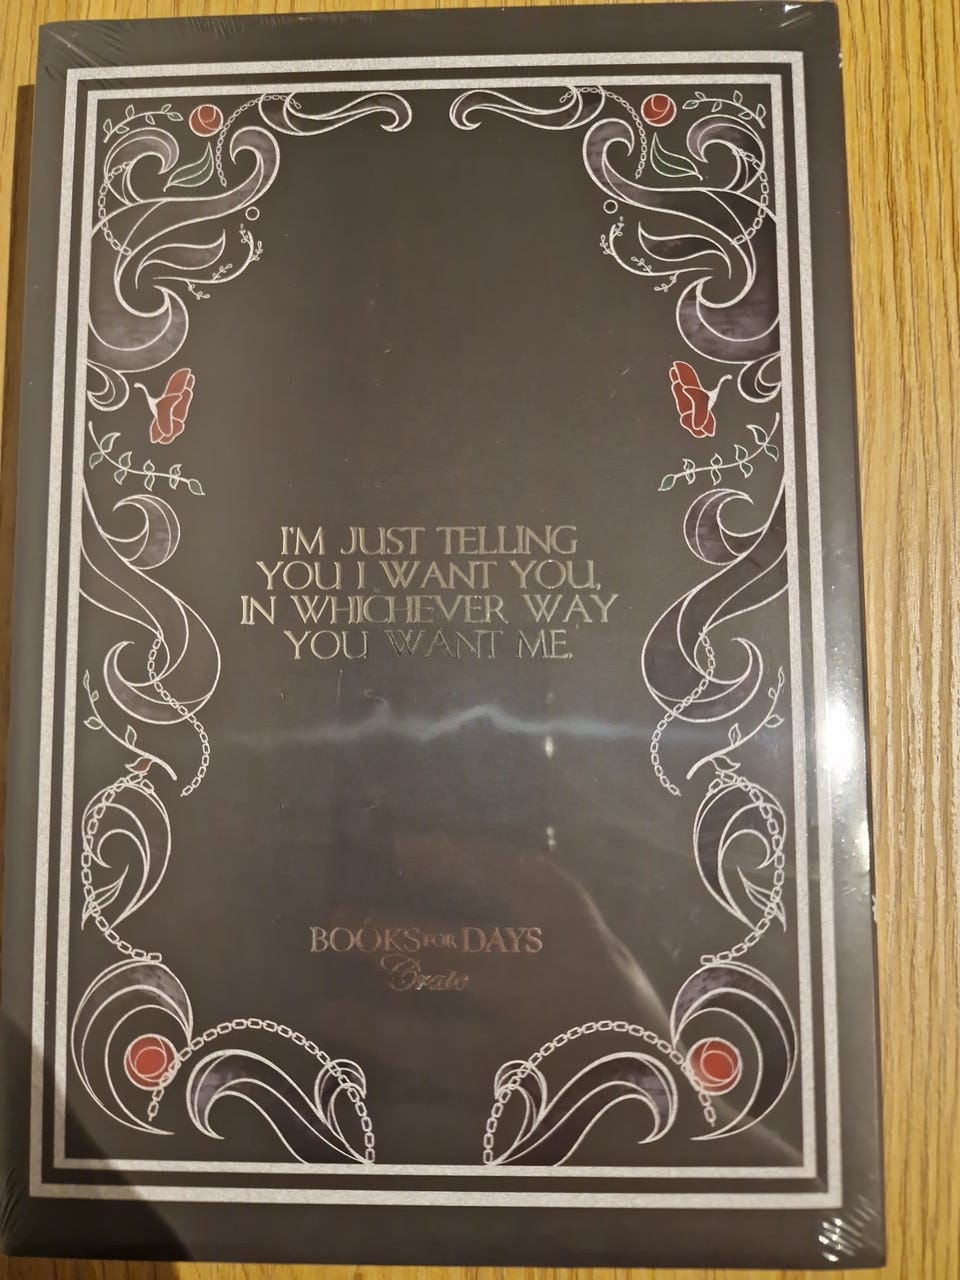 I'M JUST TELLING
YOU I WANT YOU,
IN WHICHEVER WAY
YOU WANT ME.
BOOKS FOR DAYS
Crate